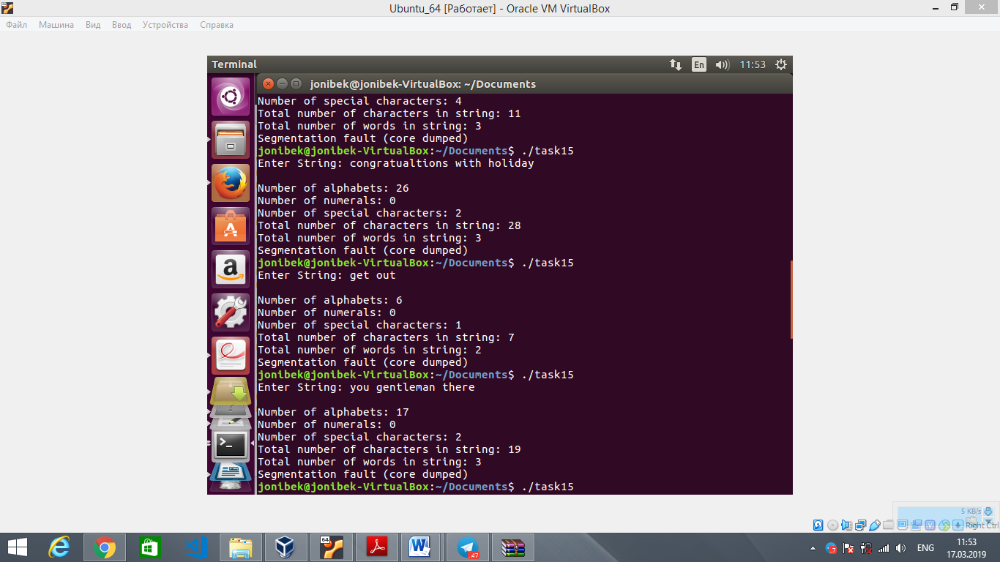 Ubuntu_64 [Работает] - Oracle VM VirtualBox
Файл Машина Вид Ввод Устройства Справка
Terminal En 11:53
jonibek@jonibek-VirtualBox: ~/Documents
Number of special characters: 4
Total number of characters in string: 11
Total number of words in string: 3
Segmentation fault (core dumped)
jonibek@jonibek-VirtualBox:~/Documents$ ./task15
Enter String: congratualtions with holiday
Number of alphabets: 26
Number of numerals: 0
Number of special characters: 2
Total number of characters in string: 28
Total number of words in string: 3
Segmentation fault (core dumped)
jonibek@jonibek-VirtualBox:~/Documents$ ./task15
Enter String: get out
Number of alphabets: 6
Number of numerals: 0
Number of special characters: 1
Total number of characters in string: 7
Total number of words in string: 2
Segmentation fault (core dumped)
jonibek@jonibek-VirtualBox:~/Documents$ ./task15
Enter String: you gentleman there
Number of alphabets: 17
Number of numerals: 0
Number of special characters: 2
Total number of characters in string: 19
Total number of words in string: 3
Segmentation fault (core dumped)
jonibek@jonibek-VirtualBox:~/Documents$ ./task15
5 KB/s
Right Ctrl
64 .47 ENG 11:53
17.03.2019